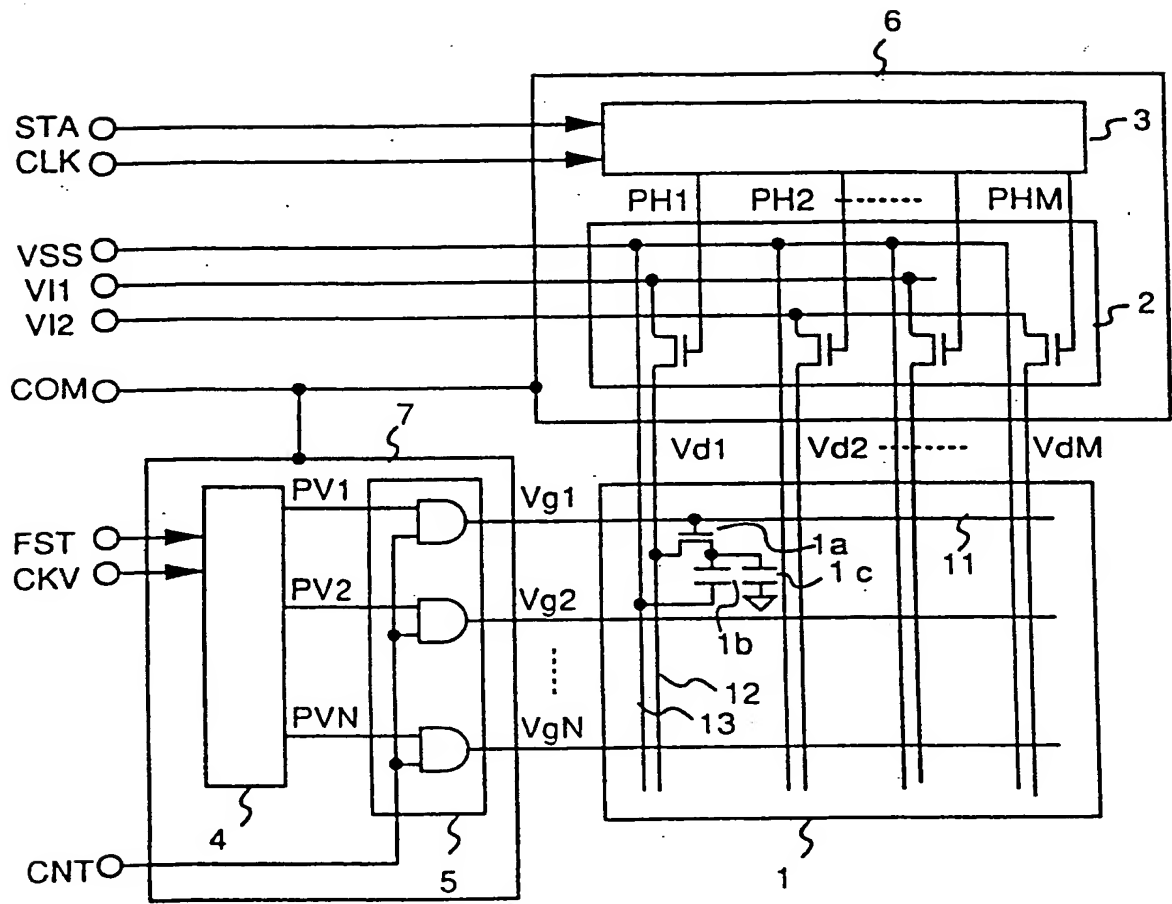 6
STA
CLK
3
PH1 PH2 -------- PHM
VSS
VI1
VI2
2
COM
7
Vd1 Vd2 -------- VdM
PV1
Vg1
FST
CKV
1a
1c
11
PV2
Vg2
1b
12
13
PVN
VgN
4
5
1
CNT